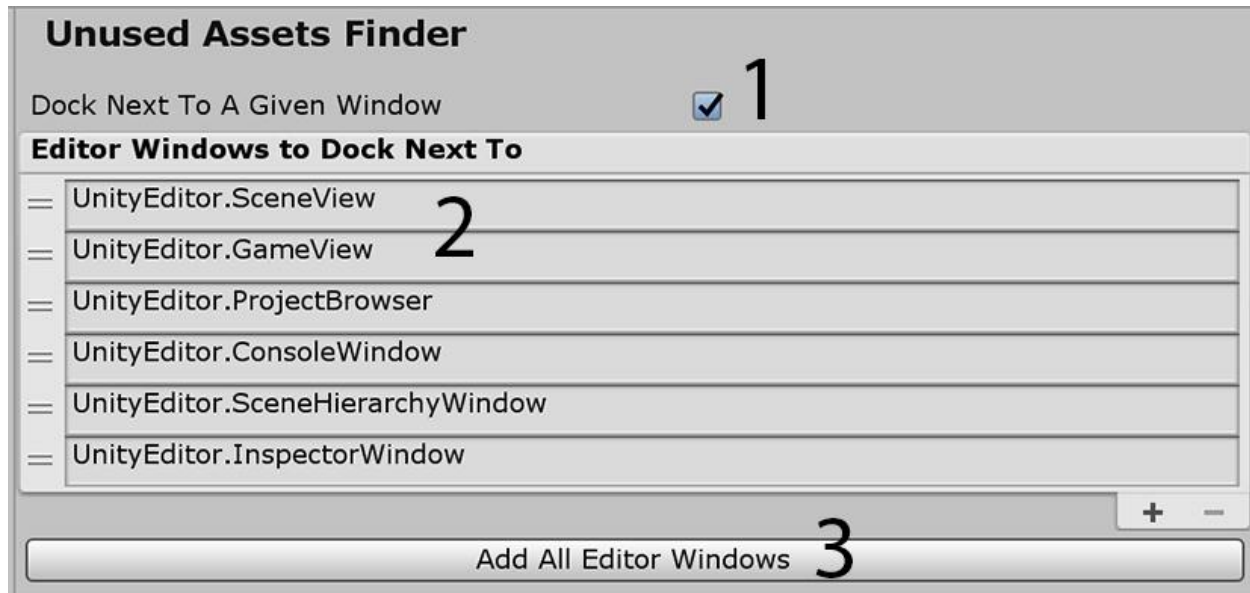 Unused Assets Finder
Dock Next To A Given Window 1
Editor Windows to Dock Next To
UnityEditor.SceneView 2
UnityEditor.GameView
UnityEditor.ProjectBrowser
UnityEditor.ConsoleWindow
UnityEditor.SceneHierarchyWindow
UnityEditor.InspectorWindow
+ −
Add All Editor Windows 3